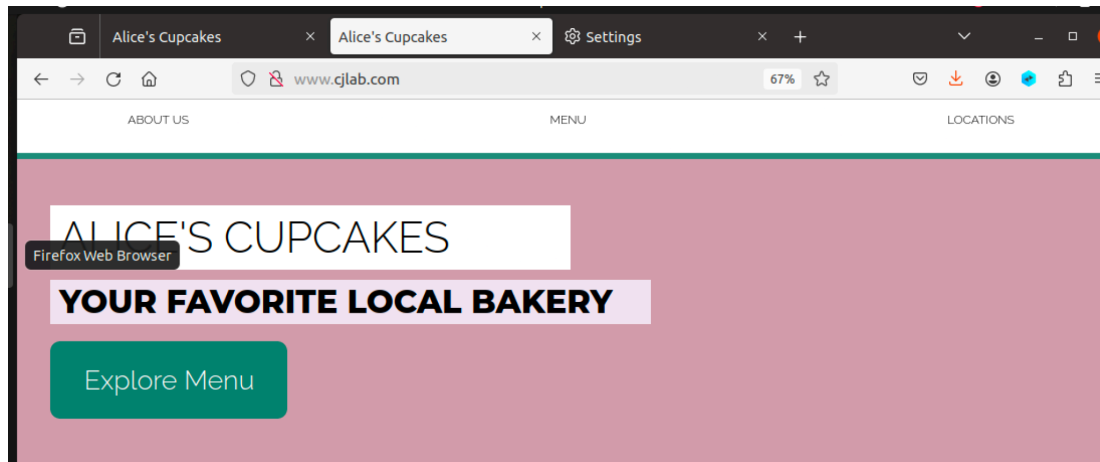 Alice's Cupcakes Alice's Cupcakes Settings
www.cjlab.com 67%
ABOUT US MENU LOCATIONS
ALICE'S CUPCAKES
Firefox Web Browser
YOUR FAVORITE LOCAL BAKERY
Explore Menu